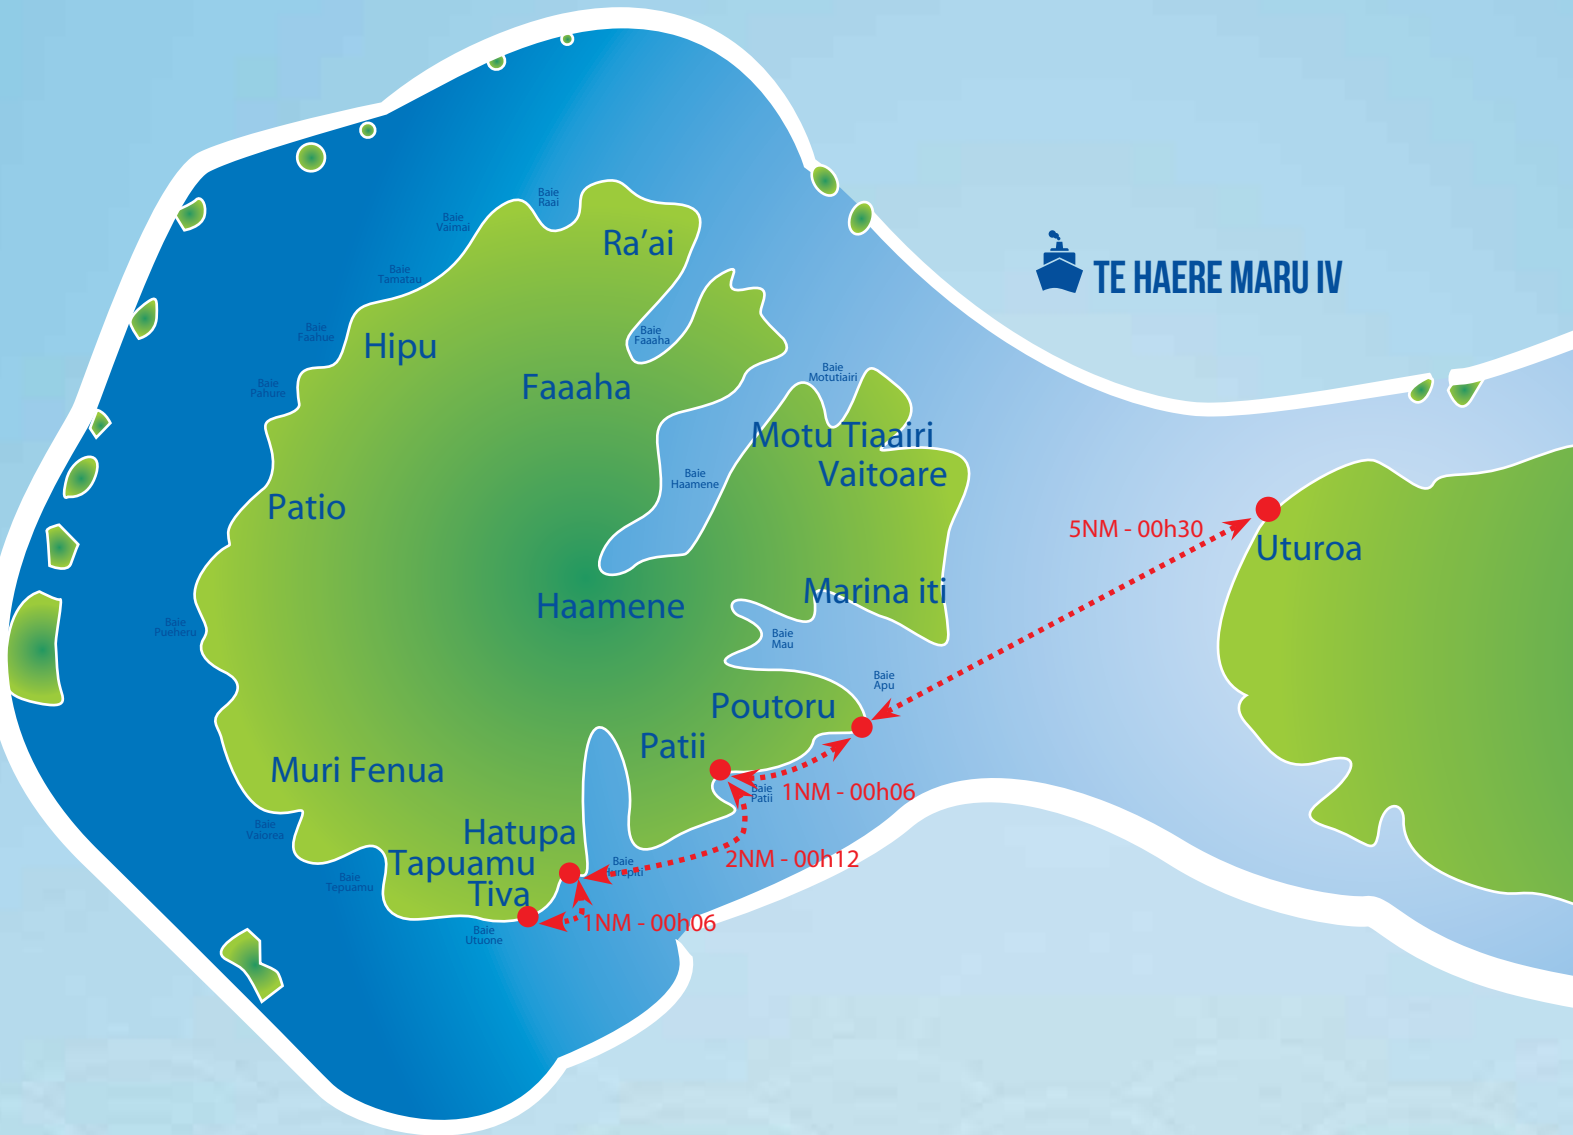 Baie
Raai
Baie
Vaimai
Ra’ai
TE HAERE MARU IV
Baie
Tamatau
Baie
Faahue
Baie
Faaaha
Hipu
Baie
Pahure
Faaaha
Baie
Motutiairi
Motu Tiaairi
Vaitoare
Baie
Haamene
Patio
5NM - 00h30
Uturoa
Haamene
Marina iti
Baie
Pueheru
Baie
Mau
Baie
Apu
Poutoru
Patii
Muri Fenua
Baie
Patii
1NM - 00h06
Baie
Vaiorea
Hatupa
Tapuamu
2NM - 00h12
Baie
Hurepiti
Baie
Tepuamu
Tiva
1NM - 00h06
Baie
Utuone